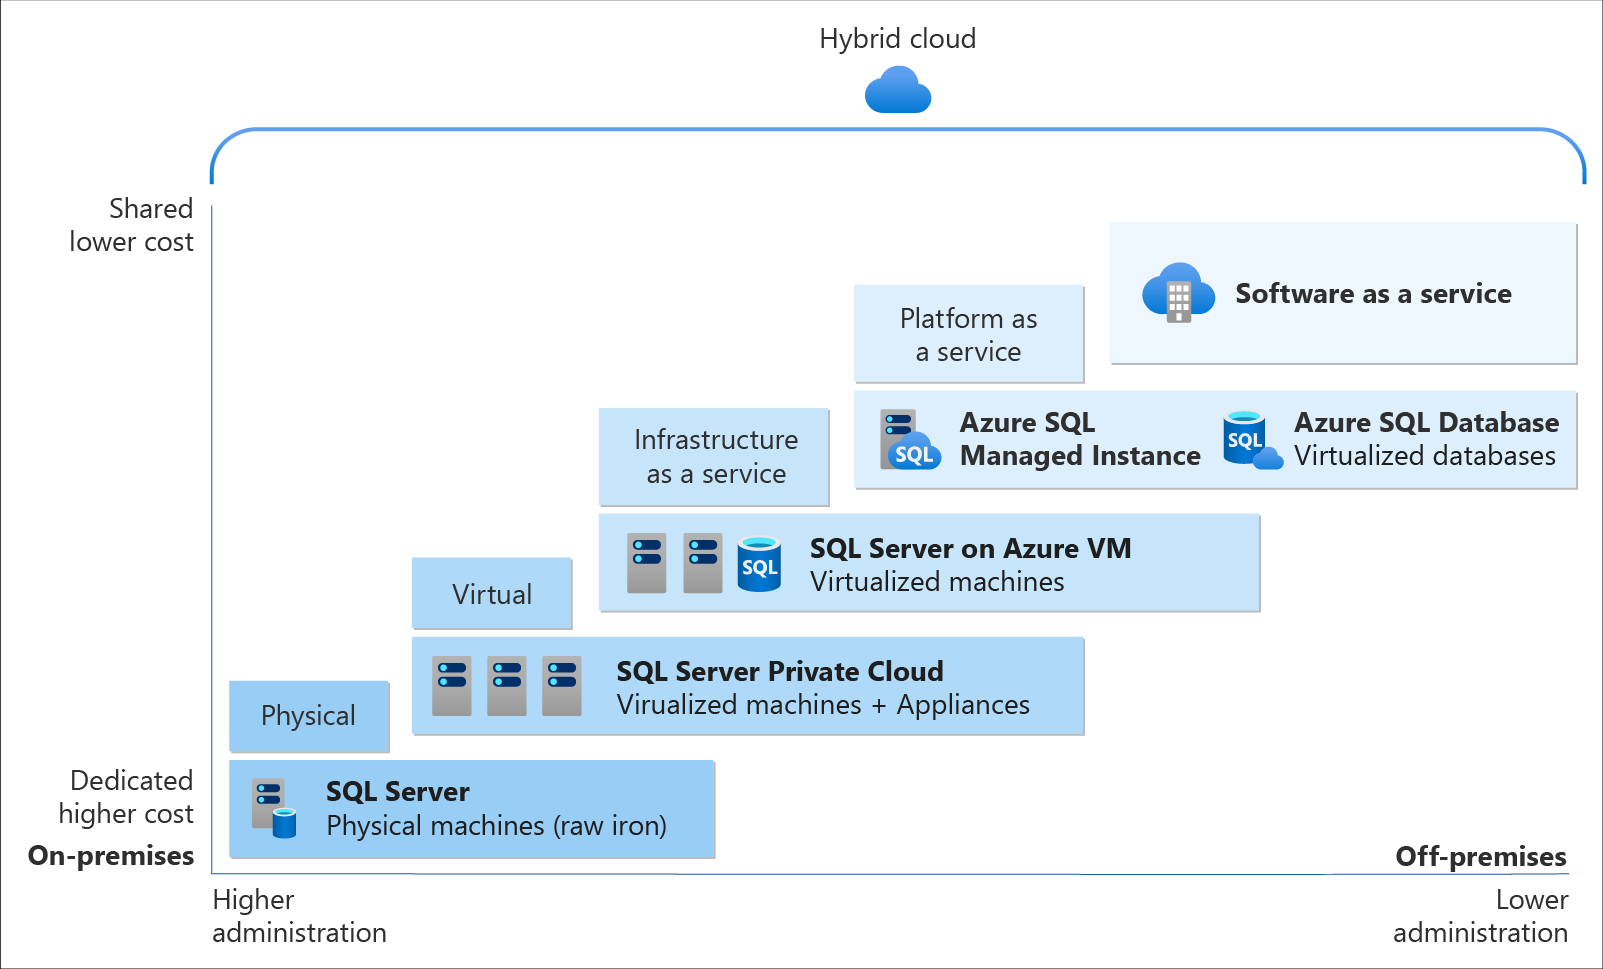 Hybrid cloud
Shared
lower cost
Software as a service
Platform as
a service
Azure SQL
Managed Instance
SQL
Azure SQL Database
Virtualized databases
SQL
Infrastructure
as a service
SQL Server on Azure VM
Virtualized machines
SQL
Virtual
SQL Server Private Cloud
Virualized machines + Appliances
Physical
SQL Server
Physical machines (raw iron)
Dedicated
higher cost
On-premises
Off-premises
Higher
administration
Lower
administration